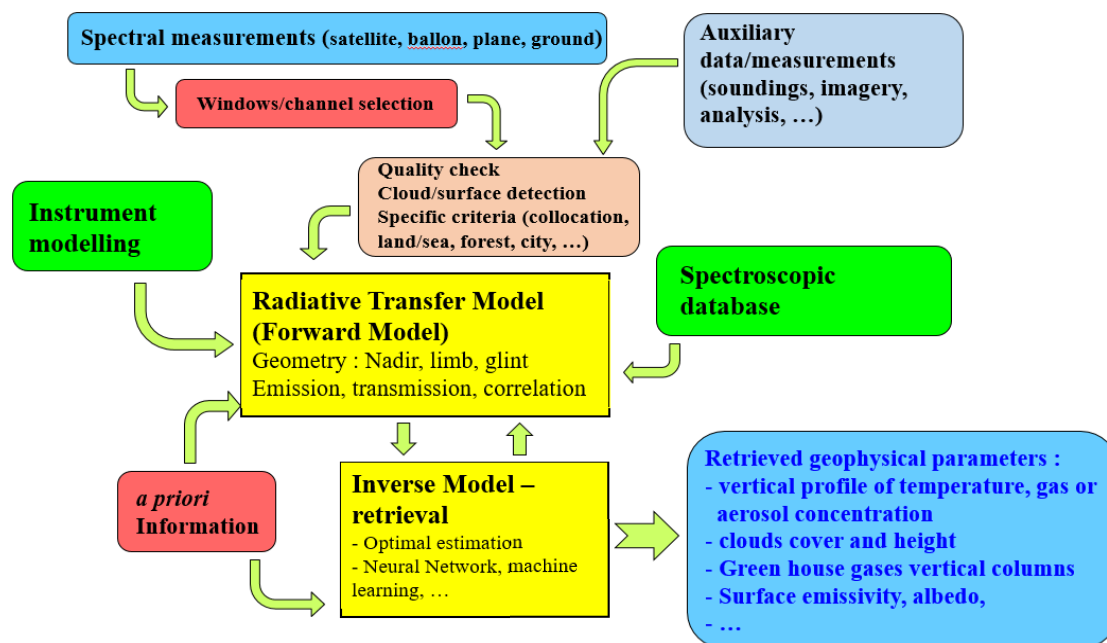 Spectral measurements (satellite, ballon, plane, ground)
Auxiliary
data/measurements
(soundings, imagery,
analysis, …)
Windows/channel selection
Quality check
Cloud/surface detection
Specific criteria (collocation,
land/sea, forest, city, …)
Instrument
modelling
Spectroscopic
database
Radiative Transfer Model
(Forward Model)
Geometry : Nadir, limb, glint
Emission, transmission, correlation
a priori
Information
Inverse Model –
retrieval
- Optimal estimation
- Neural Network, machine
learning, …
Retrieved geophysical parameters :
- vertical profile of temperature, gas or
aerosol concentration
- clouds cover and height
- Green house gases vertical columns
- Surface emissivity, albedo,
- …